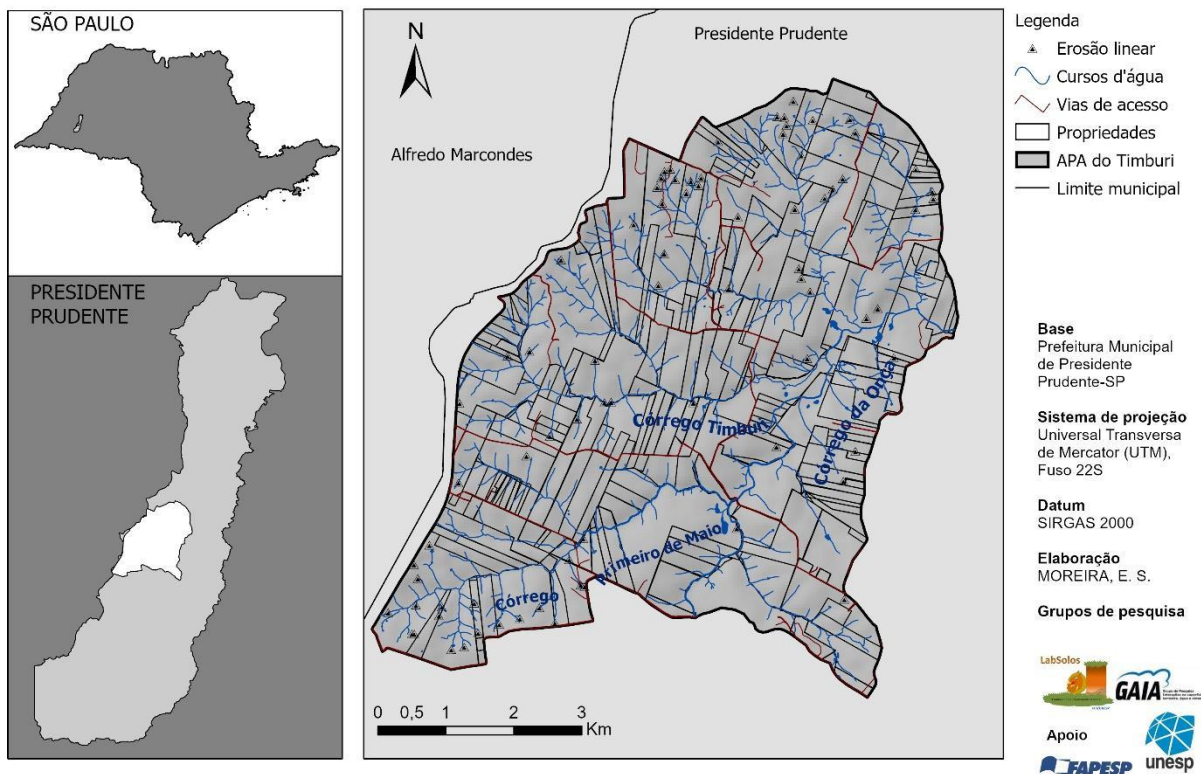 SÃO PAULO
PRESIDENTE
PRUDENTE
N
Presidente Prudente
Alfredo Marcondes
Córrego Timburi
Córrego da Onça
Primeiro de Maio
Córrego
0 0,5 1 2 3
Km
Legenda
Erosão linear
Cursos d'água
Vias de acesso
Propriedades
APA do Timburi
Limite municipal
Base
Prefeitura Municipal
de Presidente
Prudente-SP
Sistema de projeção
Universal Transversa
de Mercator (UTM),
Fuso 22S
Datum
SIRGAS 2000
Elaboração
MOREIRA, E. S.
Grupos de pesquisa
LabSolos
GAIA
Apoio
FAPESP
unesp